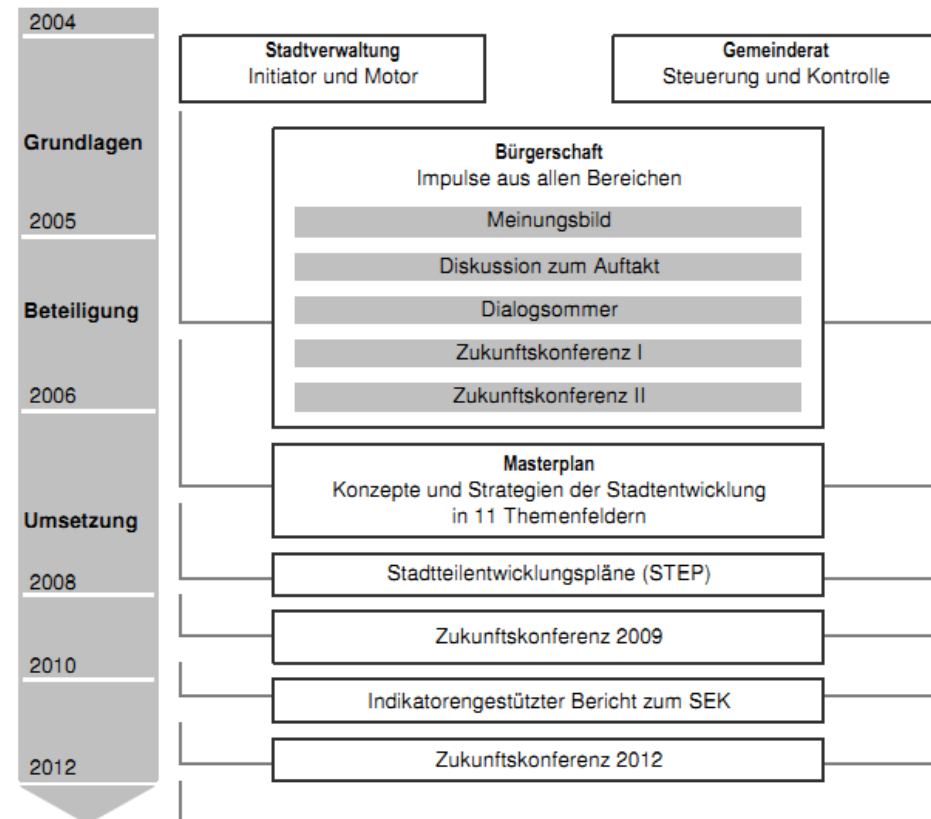 2004
Stadtverwaltung
Initiator und Motor
Gemeinderat
Steuerung und Kontrolle
Grundlagen
Bürgerschaft
Impulse aus allen Bereichen
2005
Meinungsbild
Diskussion zum Auftakt
Beteiligung
Dialogsommer
Zukunftskonferenz I
2006
Zukunftskonferenz II
Masterplan
Konzepte und Strategien der Stadtentwicklung
in 11 Themenfeldern
Umsetzung
2008
Stadtteilentwicklungspläne (STEP)
Zukunftskonferenz 2009
2010
Indikatorengestützter Bericht zum SEK
2012
Zukunftskonferenz 2012